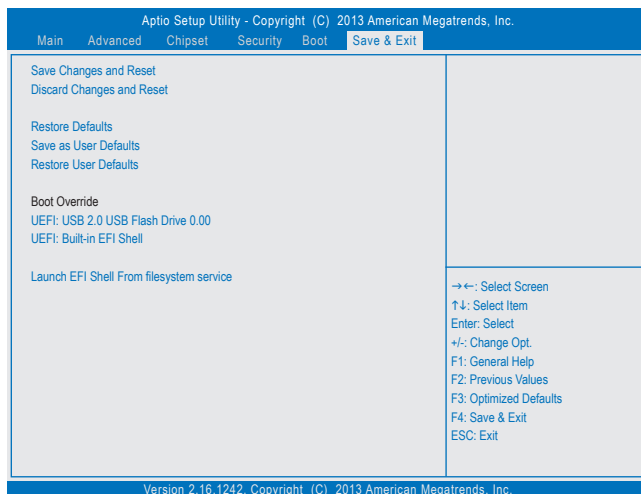 Aptio Setup Utility - Copyright (C) 2013 American Megatrends, Inc.
Main Advanced Chipset Security Boot Save & Exit
Save Changes and Reset
Discard Changes and Reset
Restore Defaults
Save as User Defaults
Restore User Defaults
Boot Override
UEFI: USB 2.0 USB Flash Drive 0.00
UEFI: Built-in EFI Shell
Launch EFI Shell From filesystem service
→←: Select Screen
↑↓: Select Item
Enter: Select
+/-: Change Opt.
F1: General Help
F2: Previous Values
F3: Optimized Defaults
F4: Save & Exit
ESC: Exit
Version 2.16.1242. Copyright (C) 2013 American Megatrends, Inc.